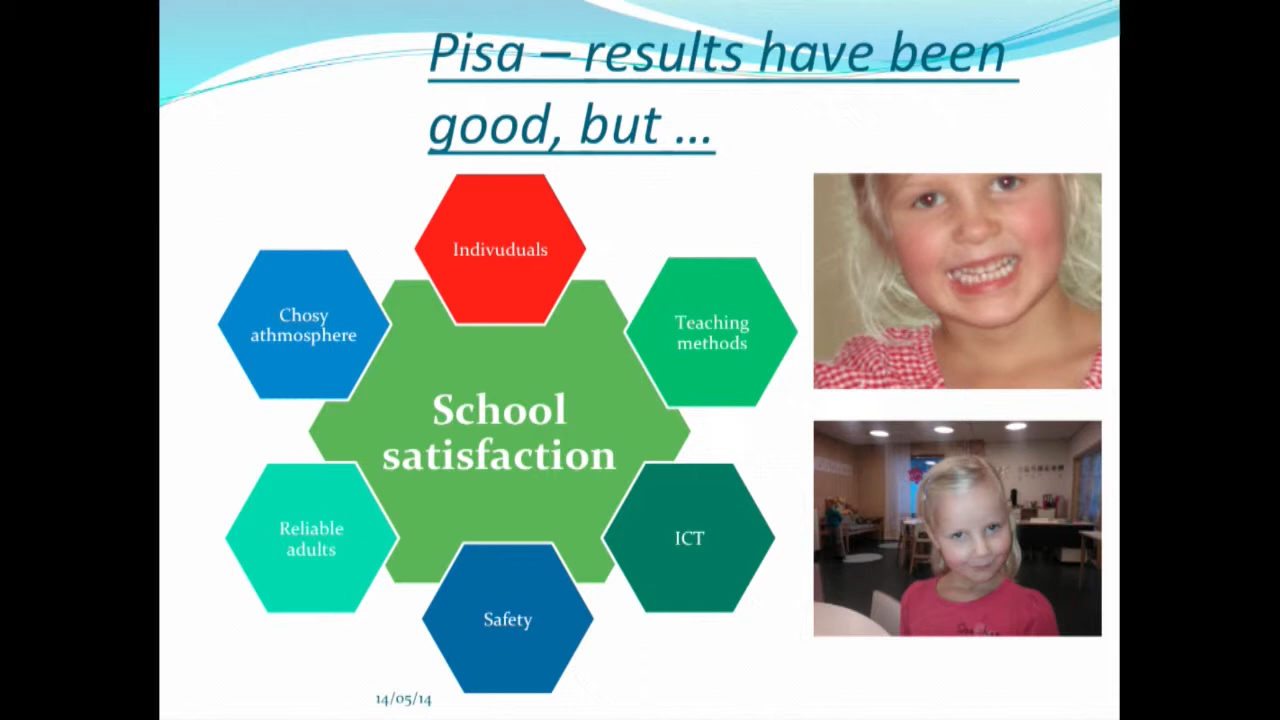 Pisa – results have been
good, but ...
Indivuduals
Chosy
athmosphere
Teaching
methods
School
satisfaction
Reliable
adults
ICT
Safety
14/05/14